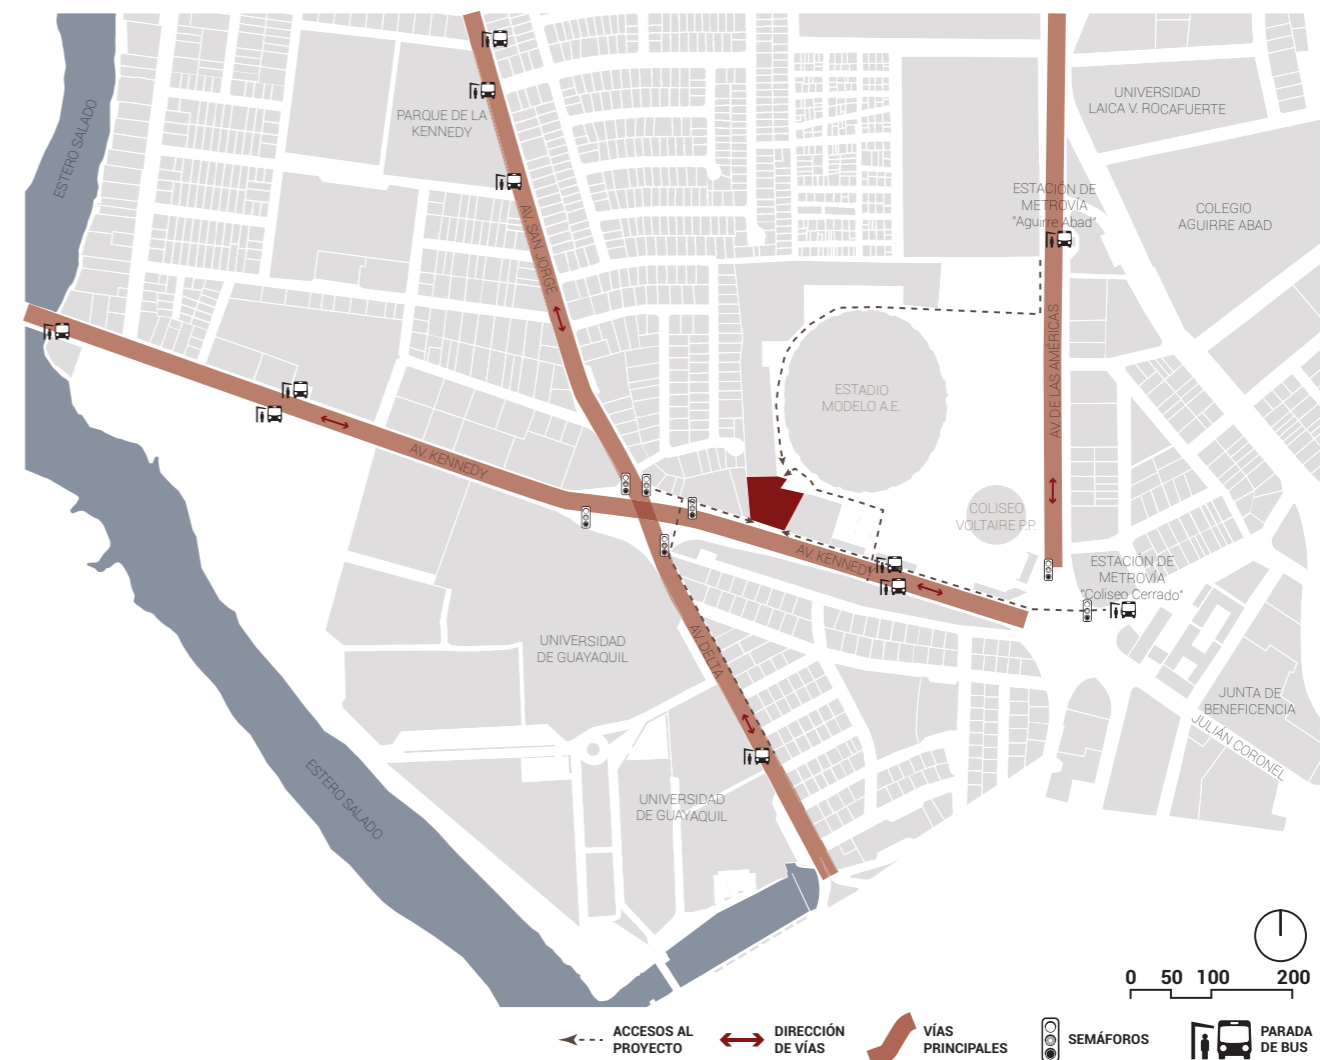 ESTERO SALADO
PARQUE DE LA
KENNEDY
AV. SAN JORGE
UNIVERSIDAD
LAICA V. ROCAFUERTE
ESTACIÓN DE
METROVÍA
"Aguirre Abad"
COLEGIO
AGUIRRE ABAD
AV. DE LAS AMÉRICAS
ESTADIO
MODELO A.E.
AV. KENNEDY
COLISEO
VOLTAIRE P.P.
AV. KENNEDY
ESTACIÓN DE
METROVÍA
"Coliseo Cerrado"
UNIVERSIDAD
DE GUAYAQUIL
AV. DELTA
JUNTA DE
BENEFICENCIA
JULIÁN CORONEL
ESTERO SALADO
UNIVERSIDAD
DE GUAYAQUIL
0 50 100 200
ACCESOS AL
PROYECTO
DIRECCIÓN
DE VÍAS
VÍAS
PRINCIPALES
SEMÁFOROS
PARADA
DE BUS